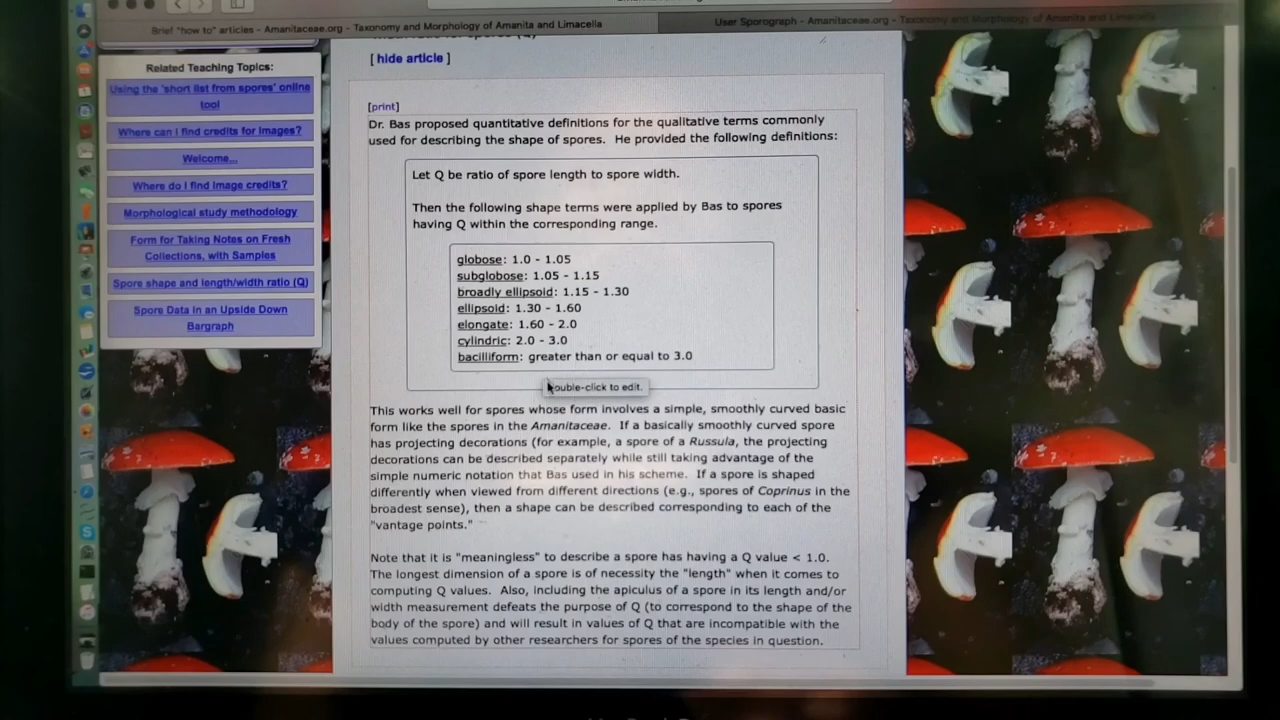 Brief "how to" articles - Amanitaceae.org - Taxonomy and Morphology of Amanita and Limacella
User Sporograph - Amanitaceae.org - Taxonomy and Morphology of Amanita and Limacella
[ hide article ]
Related Teaching Topics:
Using the 'short list from spores' online
tool
Where can I find credits for images?
Welcome...
Where do I find image credits?
Morphological study methodology
Form for Taking Notes on Fresh
Collections, with Samples
Spore shape and length/width ratio (Q)
Spore Data in an Upside Down
Bargraph
[print]
Dr. Bas proposed quantitative definitions for the qualitative terms commonly
used for describing the shape of spores. He provided the following definitions:
Let Q be ratio of spore length to spore width.
Then the following shape terms were applied by Bas to spores
having Q within the corresponding range.
globose: 1.0 - 1.05
subglobose: 1.05 - 1.15
broadly ellipsoid: 1.15 - 1.30
ellipsoid: 1.30 - 1.60
elongate: 1.60 - 2.0
cylindric: 2.0 - 3.0
bacilliform: greater than or equal to 3.0
ouble-click to edit.
This works well for spores whose form involves a simple, smoothly curved basic
form like the spores in the Amanitaceae. If a basically smoothly curved spore
has projecting decorations (for example, a spore of a Russula, the projecting
decorations can be described separately while still taking advantage of the
simple numeric notation that Bas used in his scheme. If a spore is shaped
differently when viewed from different directions (e.g., spores of Coprinus in the
broadest sense), then a shape can be described corresponding to each of the
"vantage points."
Note that it is "meaningless" to describe a spore has having a Q value < 1.0.
The longest dimension of a spore is of necessity the "length" when it comes to
computing Q values. Also, including the apiculus of a spore in its length and/or
width measurement defeats the purpose of Q (to correspond to the shape of the
body of the spore) and will result in values of Q that are incompatible with the
values computed by other researchers for spores of the species in question.